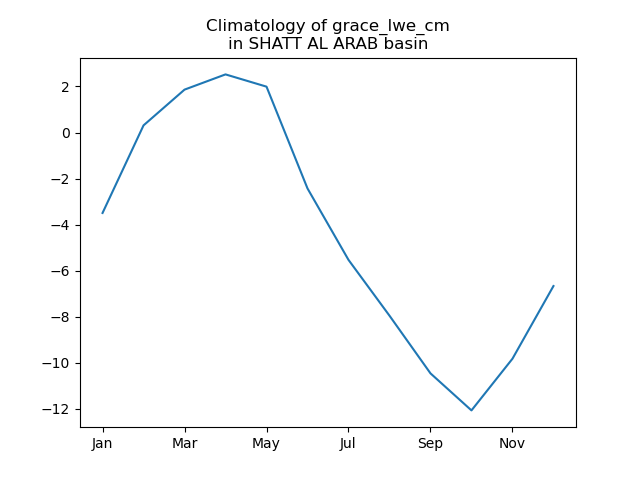 Climatology of grace_lwe_cm
in SHATT AL ARAB basin
2
0
−2
−4
−6
−8
−10
−12
Jan Mar May Jul Sep Nov